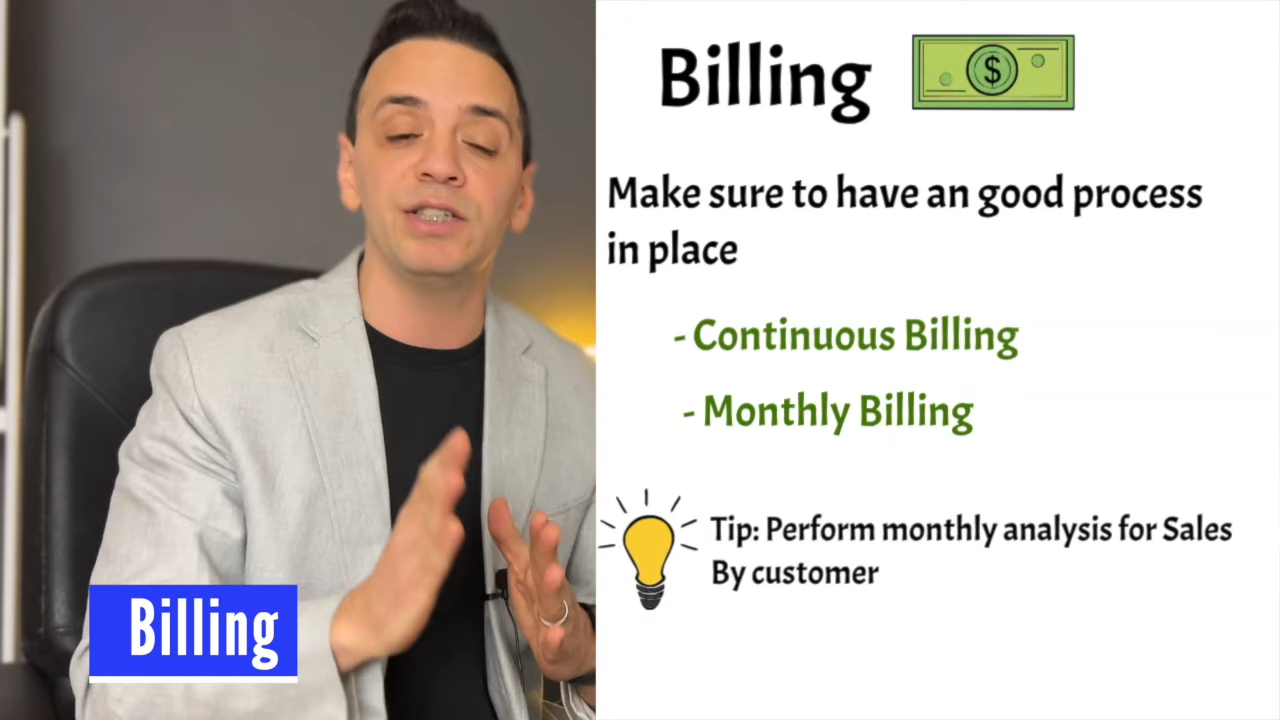 Billing
$
Make sure to have an good process
in place
- Continuous Billing
- Monthly Billing
Tip: Perform monthly analysis for Sales
By customer
Billing